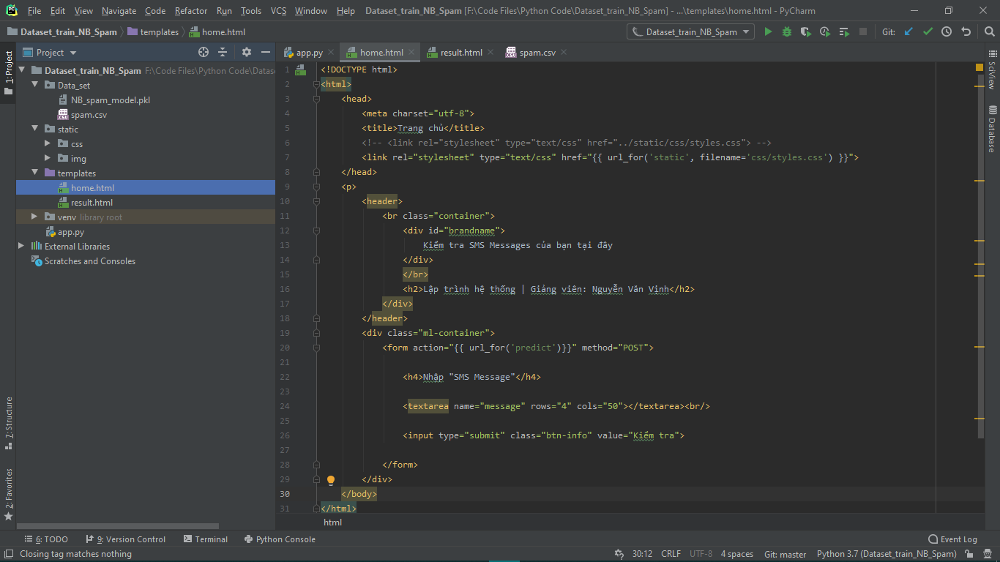 File Edit View Navigate Code Refactor Run Tools VCS Window Help Dataset_train_NB_Spam [F:\Code Files\Python Code\Dataset_train_NB_Spam] - ...\templates\home.html - PyCharm
Dataset_train_NB_Spam templates home.html Dataset_train_NB_Spam Git:
Project
app.py home.html result.html spam.csv
1: Project
Dataset_train_NB_Spam F:\Code Files\Python Code\Datas
Data_set
NB_spam_model.pkl
spam.csv
static
css
img
templates
home.html
result.html
venv library root
app.py
External Libraries
Scratches and Consoles
7: Structure
2: Favorites
1 <!DOCTYPE html>
2 <html>
3 <head>
4 <meta charset="utf-8">
5 <title>Trang chủ</title>
6 <!-- <link rel="stylesheet" type="text/css" href="../static/css/styles.css"> -->
7 <link rel="stylesheet" type="text/css" href="{{ url_for('static', filename='css/styles.css') }}">
8 </head>
9 <p>
10 <header>
11 <br class="container">
12 <div id="brandname">
13 Kiểm tra SMS Messages của bạn tại đây
14 </div>
15 </br>
16 <h2>Lập trình hệ thống | Giảng viên: Nguyễn Văn Vịnh</h2>
17 </div>
18 </header>
19 <div class="ml-container">
20 <form action="{{ url_for('predict')}}" method="POST">
21
22 <h4>Nhập "SMS Message"</h4>
23
24 <textarea name="message" rows="4" cols="50"></textarea><br/>
25
26 <input type="submit" class="btn-info" value="Kiểm tra">
27
28 </form>
29 </div>
30 </body>
31 </html>
html
SciView
Database
6: TODO 9: Version Control Terminal Python Console Event Log
Closing tag matches nothing 30:12 CRLF UTF-8 4 spaces Git: master Python 3.7 (Dataset_train_NB_Spam)